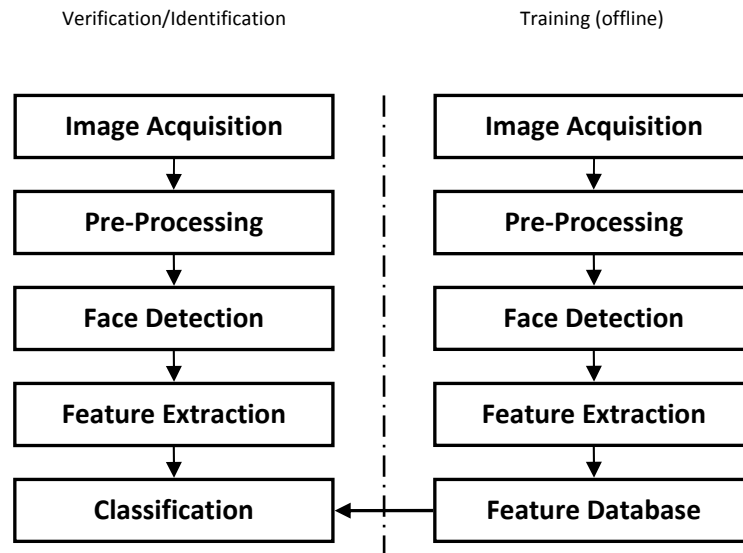 Verification/Identification
Training (offline)
Image Acquisition
Image Acquisition
Pre-Processing
Pre-Processing
Face Detection
Face Detection
Feature Extraction
Feature Extraction
Classification
Feature Database